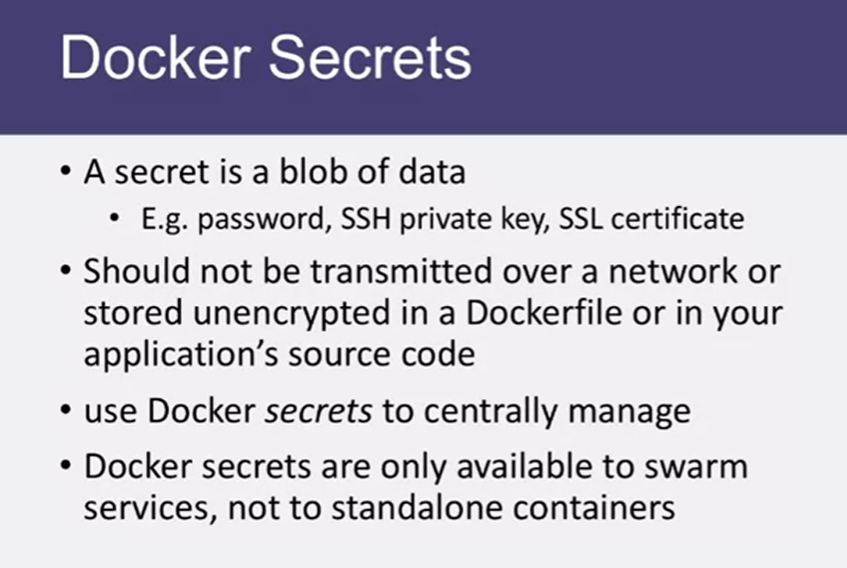 Docker Secrets
• A secret is a blob of data
• E.g. password, SSH private key, SSL certificate
• Should not be transmitted over a network or
stored unencrypted in a Dockerfile or in your
application's source code
• use Docker secrets to centrally manage
• Docker secrets are only available to swarm
services, not to standalone containers